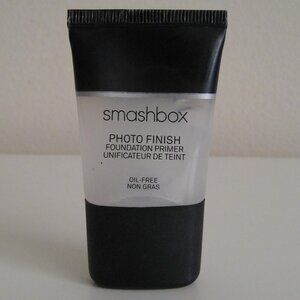 smashbox
PHOTO FINISH
FOUNDATION PRIMER
UNIFICATEUR DE TEINT
OIL-FREE
NON GRAS